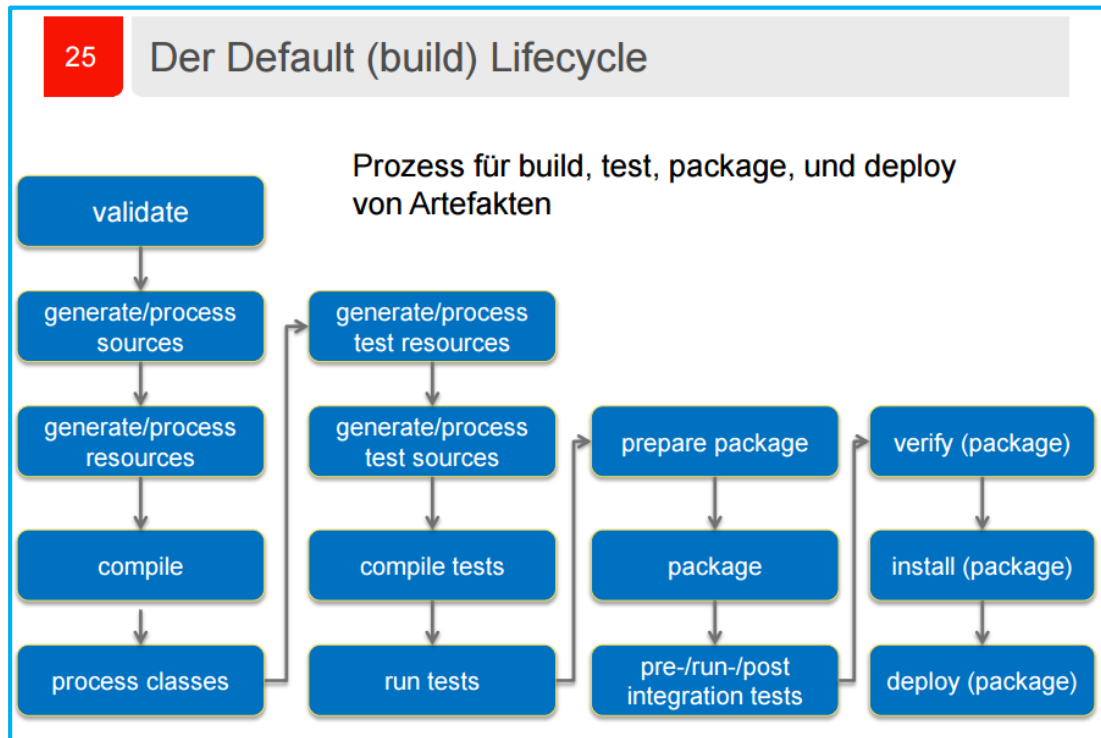 25
Der Default (build) Lifecycle
Prozess für build, test, package, und deploy
von Artefakten
validate
generate/process
sources
generate/process
resources
compile
process classes
generate/process
test resources
generate/process
test sources
compile tests
run tests
prepare package
package
pre-/run-/post
integration tests
verify (package)
install (package)
deploy (package)